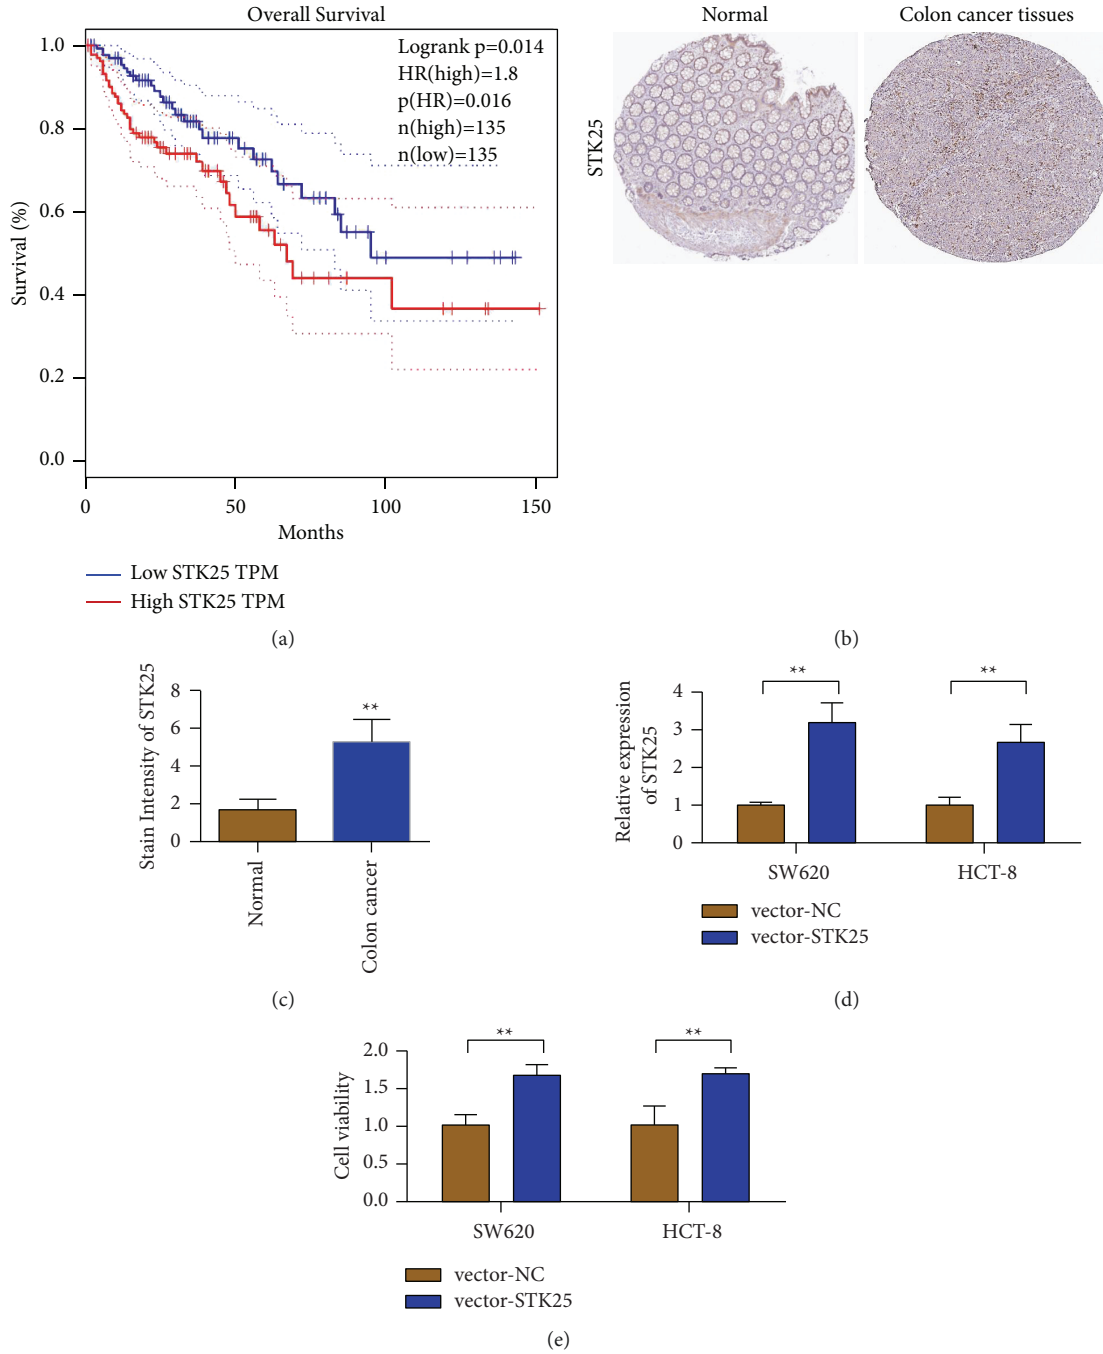 Overall Survival
Logrank p=0.014
HR(high)=1.8
p(HR)=0.016
n(high)=135
n(low)=135
Survival (%)
1.0
0.8
0.6
0.4
0.2
0.0
0
50
100
150
Months
Low STK25 TPM
High STK25 TPM
(a)
Normal
Colon cancer tissues
STK25
(b)
Stain Intensity of STK25
8
6
4
2
0
**
Normal
Colon cancer
(c)
Relative expression
of STK25
4
3
2
1
0
**
**
SW620
HCT-8
vector-NC
vector-STK25
(d)
Cell viability
2.0
1.5
1.0
0.5
0.0
**
**
SW620
HCT-8
vector-NC
vector-STK25
(e)